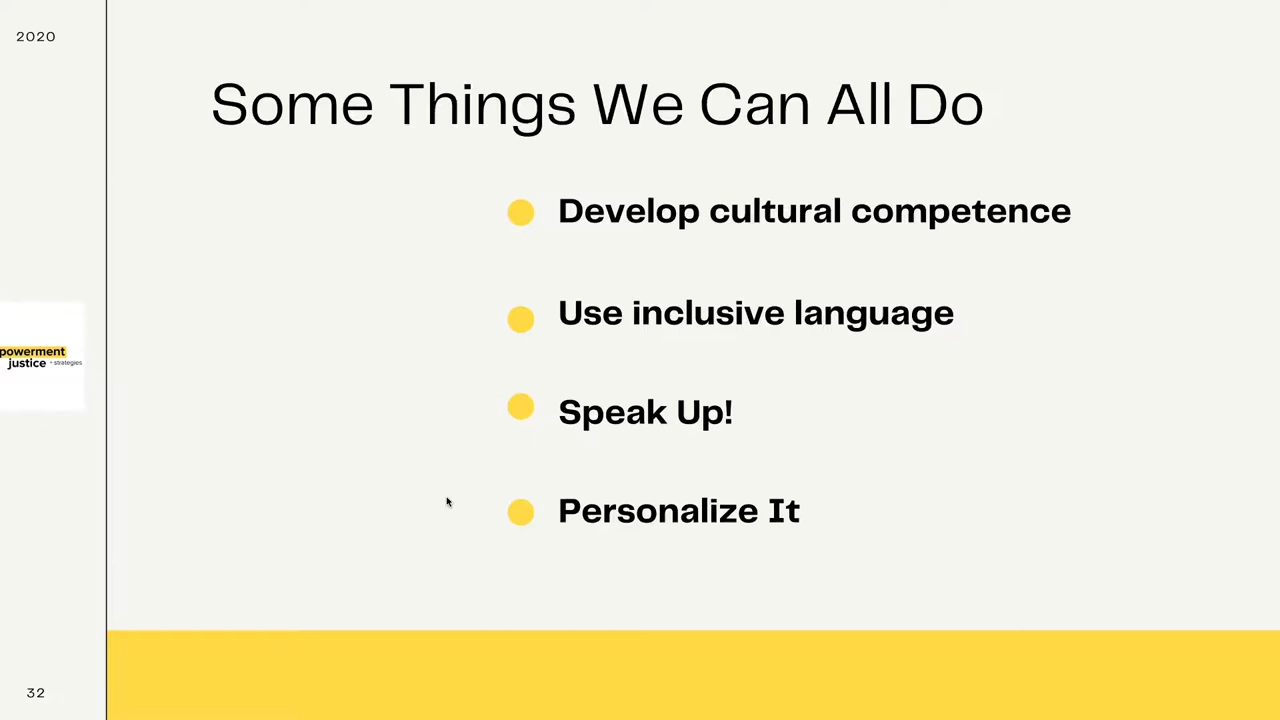 2020
Some Things We Can All Do
Develop cultural competence
Use inclusive language
Speak Up!
Personalize It
powerment
justice + strategies
32